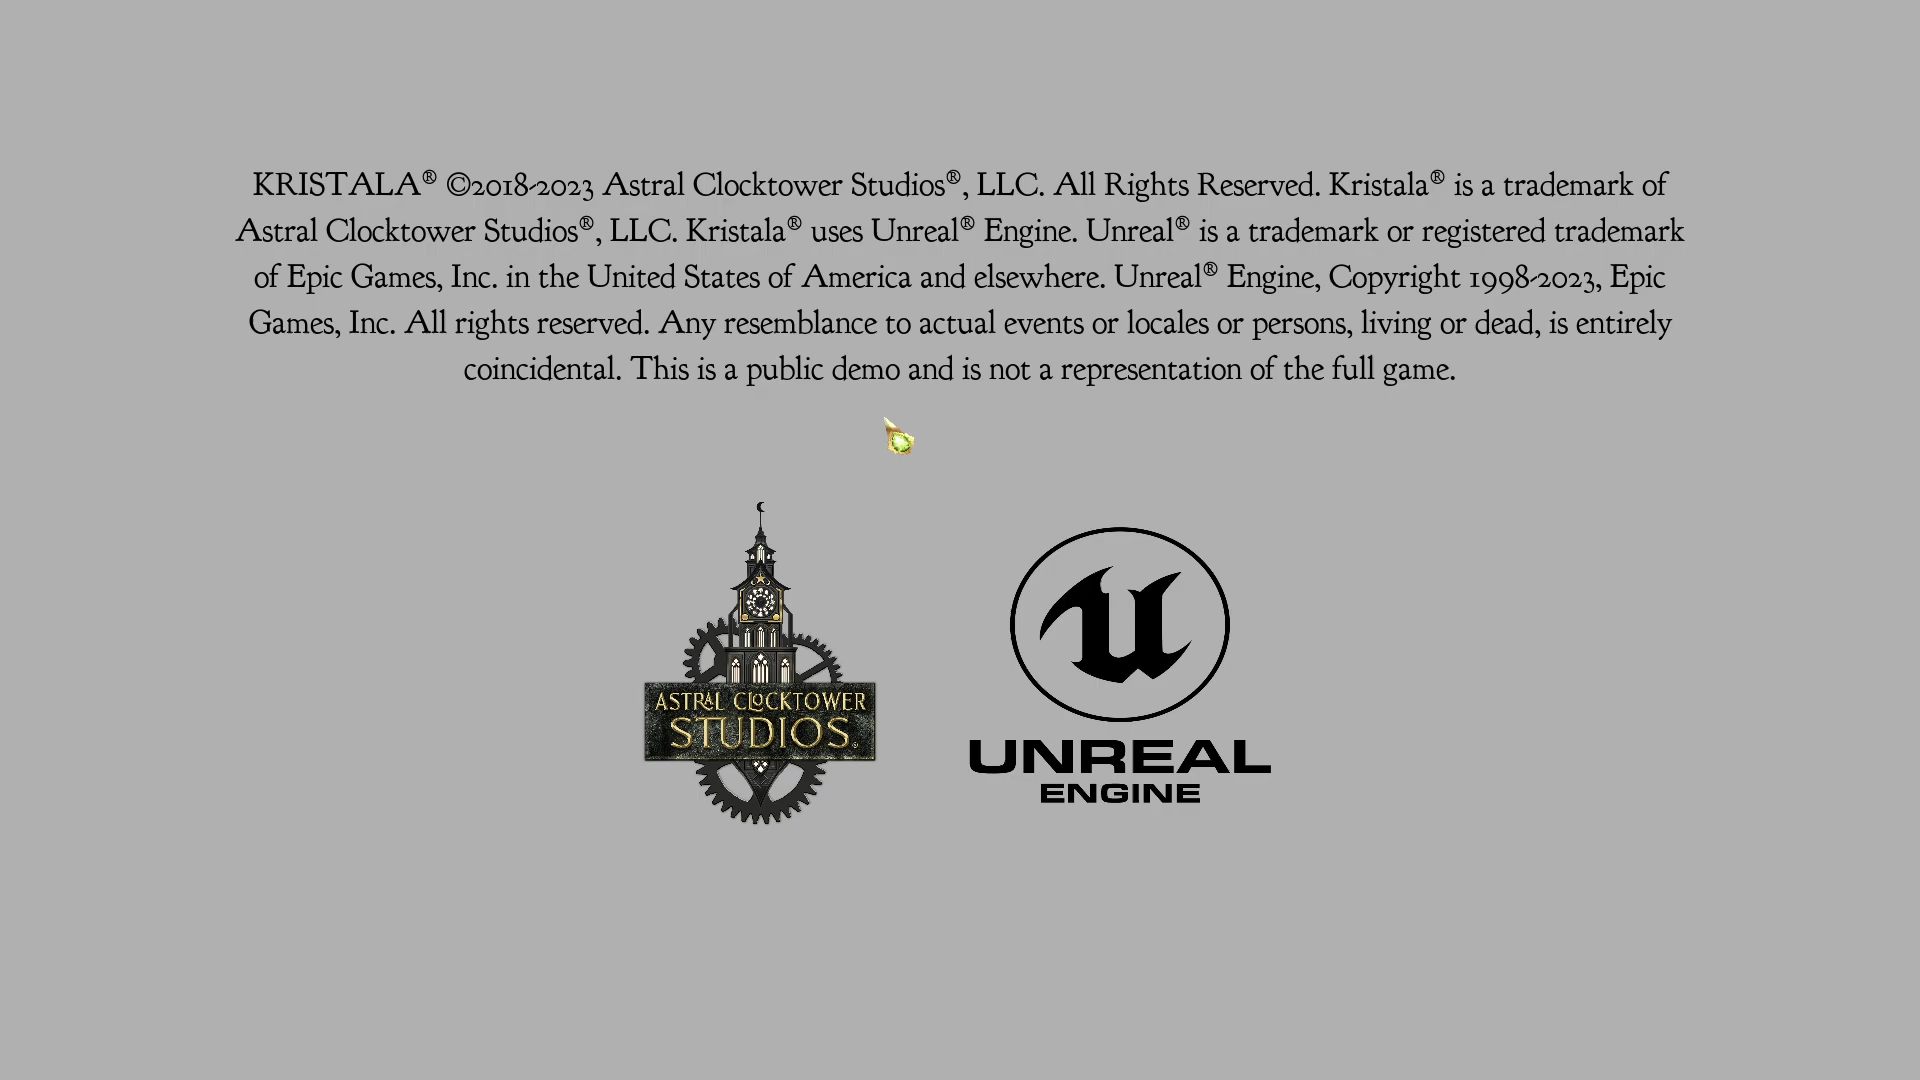 KRISTALA® ©2018-2023 Astral Clocktower Studios®, LLC. All Rights Reserved. Kristala® is a trademark of
Astral Clocktower Studios®, LLC. Kristala® uses Unreal® Engine. Unreal® is a trademark or registered trademark
of Epic Games, Inc. in the United States of America and elsewhere. Unreal® Engine, Copyright 1998-2023, Epic
Games, Inc. All rights reserved. Any resemblance to actual events or locales or persons, living or dead, is entirely
coincidental. This is a public demo and is not a representation of the full game.
ASTRAL CLOCKTOWER
STUDIOS®
UNREAL
ENGINE